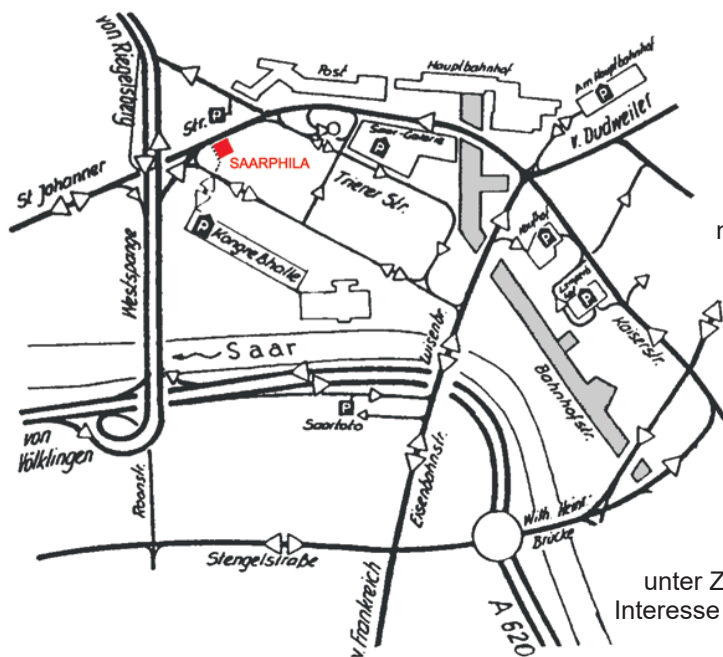 von Riegelsberg
Post
Hauptbahnhof
Am Hauptbahnhof
P
v. Dudweiler
Str.
P
Saar-Galerie
P
SAARPHILA
St Johanner
Trierer Str.
Kaufhof
P
P
Kongreßhalle
P
Westspange
Kaiserstr.
Luisenbr.
Saar
Bahnhofstr.
P
Saartoto
von
Völklingen
Roonstr.
Eisenbahnstr.
Wilh. Heinr.-
Brücke
Stengelstraße
v. Frankreich
A 620
unter Z
Interesse